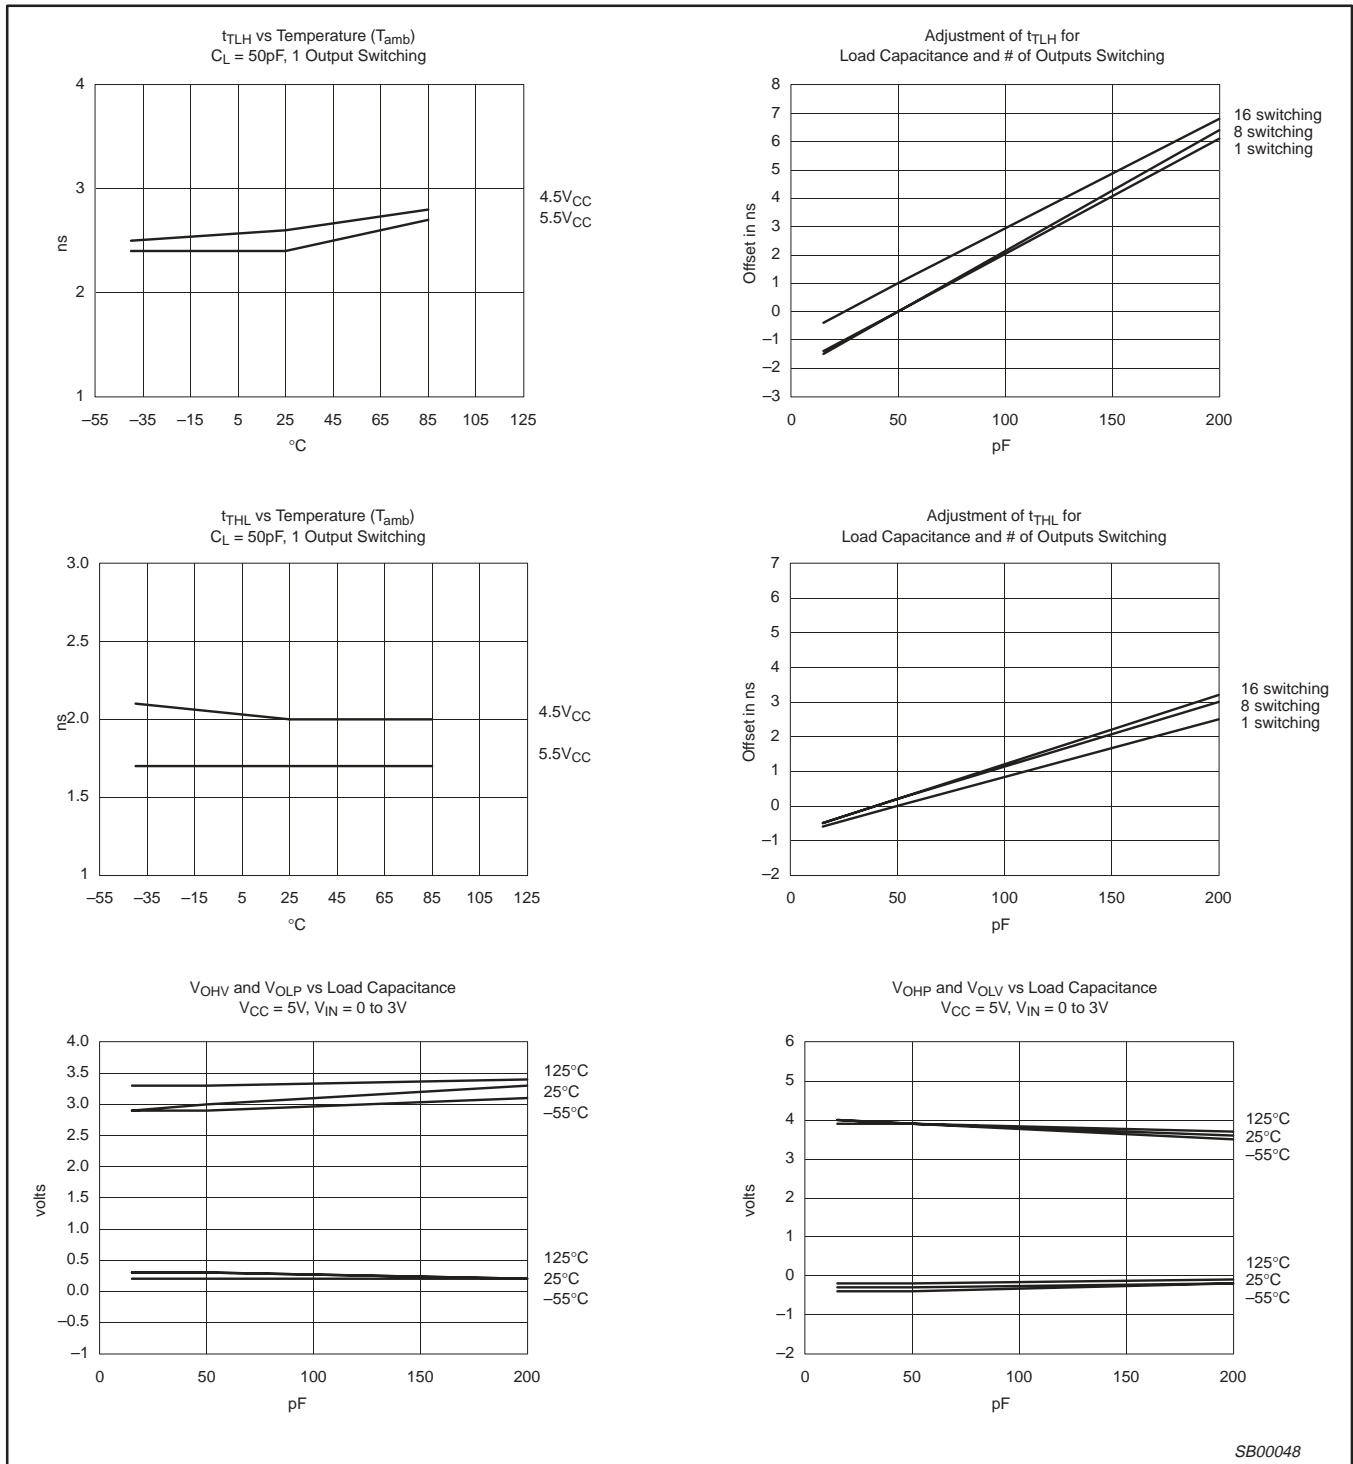 tTLH vs Temperature (Tamb)
CL = 50pF, 1 Output Switching
4
3
2
1
ns
–55 –35 –15 5 25 45 65 85 105 125
°C
4.5VCC
5.5VCC
Adjustment of tTLH for
Load Capacitance and # of Outputs Switching
8
7
6
5
4
3
2
1
0
–1
–2
–3
Offset in ns
0 50 100 150 200
pF
16 switching
8 switching
1 switching
tTHL vs Temperature (Tamb)
CL = 50pF, 1 Output Switching
3.0
2.5
2.0
1.5
1
ns
–55 –35 –15 5 25 45 65 85 105 125
°C
4.5VCC
5.5VCC
Adjustment of tTHL for
Load Capacitance and # of Outputs Switching
7
6
5
4
3
2
1
0
–1
–2
Offset in ns
0 50 100 150 200
pF
16 switching
8 switching
1 switching
VOHV and VOLP vs Load Capacitance
VCC = 5V, VIN = 0 to 3V
4.0
3.5
3.0
2.5
2.0
1.5
1.0
0.5
0.0
–0.5
–1
volts
0 50 100 150 200
pF
125°C
25°C
–55°C
125°C
25°C
–55°C
VOHP and VOLV vs Load Capacitance
VCC = 5V, VIN = 0 to 3V
6
5
4
3
2
1
0
–1
–2
volts
0 50 100 150 200
pF
125°C
25°C
–55°C
125°C
25°C
–55°C
SB00048